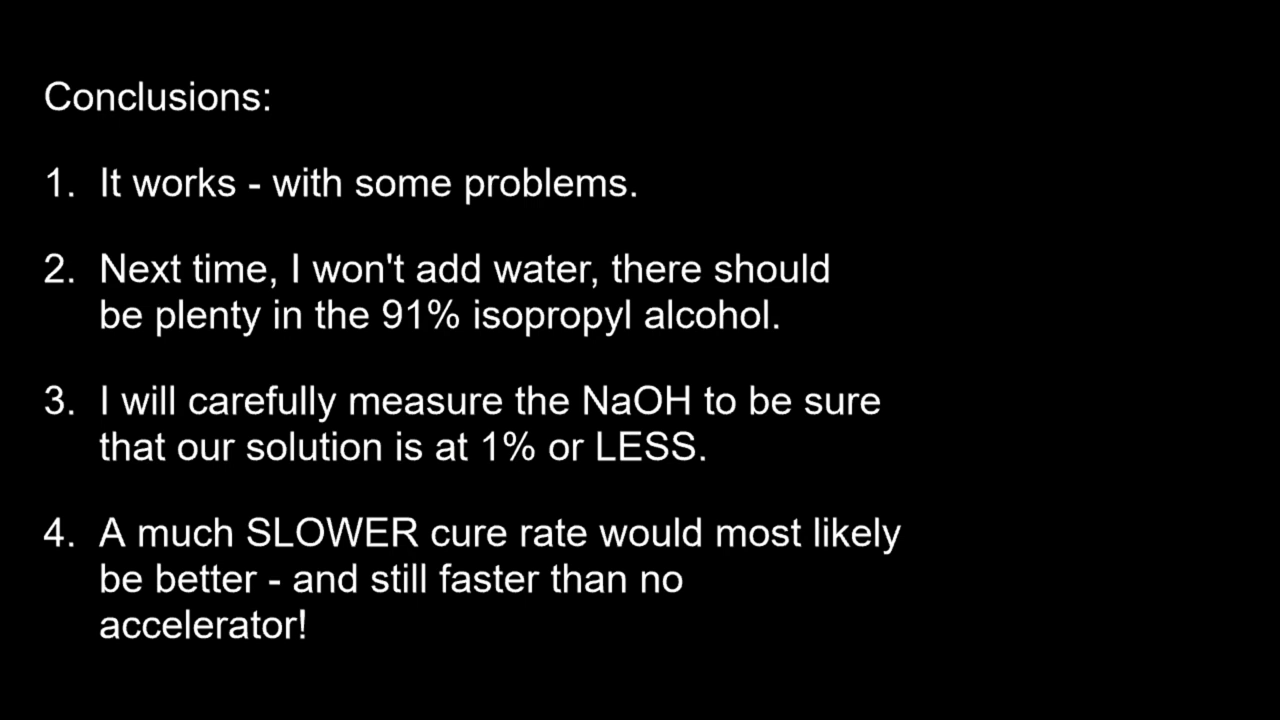 Conclusions:
1. It works - with some problems.
2. Next time, I won't add water, there should
be plenty in the 91% isopropyl alcohol.
3. I will carefully measure the NaOH to be sure
that our solution is at 1% or LESS.
4. A much SLOWER cure rate would most likely
be better - and still faster than no
accelerator!